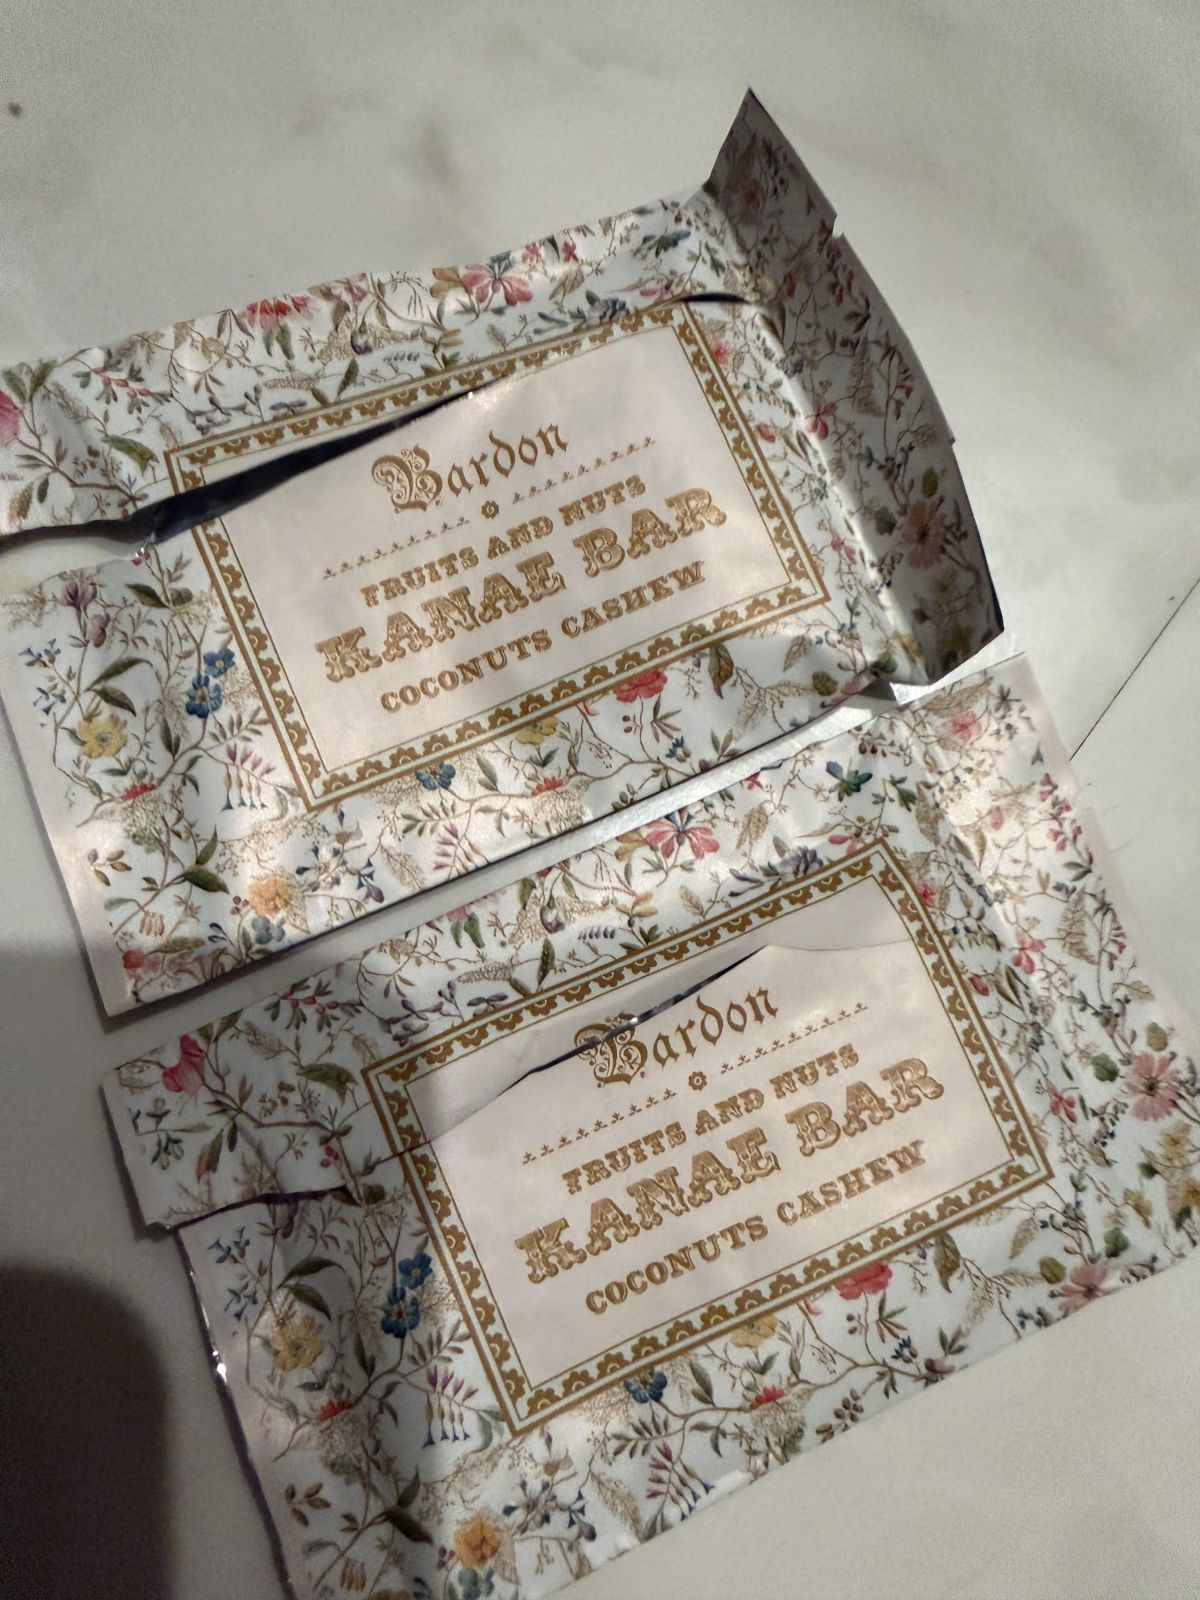 Bardon
FRUITS AND NUTS
KANAE BAR
COCONUTS CASHEW
Bardon
FRUITS AND NUTS
KANAE BAR
COCONUTS CASHEW